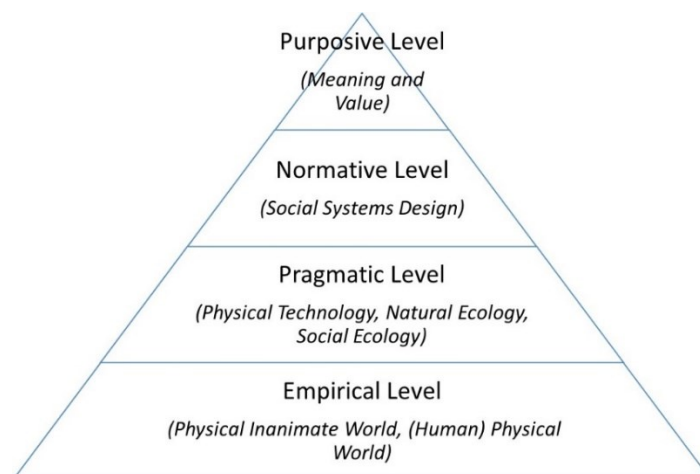 Purposive Level
(Meaning and
Value)
Normative Level
(Social Systems Design)
Pragmatic Level
(Physical Technology, Natural Ecology,
Social Ecology)
Empirical Level
(Physical Inanimate World, (Human) Physical
World)